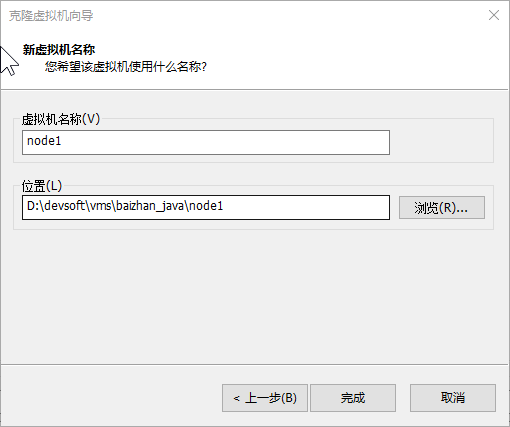 克隆虚拟机向导
新虚拟机名称
您希望该虚拟机使用什么名称?
虚拟机名称(V)
node1
位置(L)
D:\devsoft\vms\baizhan_java\node1
浏览(R)...
< 上一步(B)
完成
取消